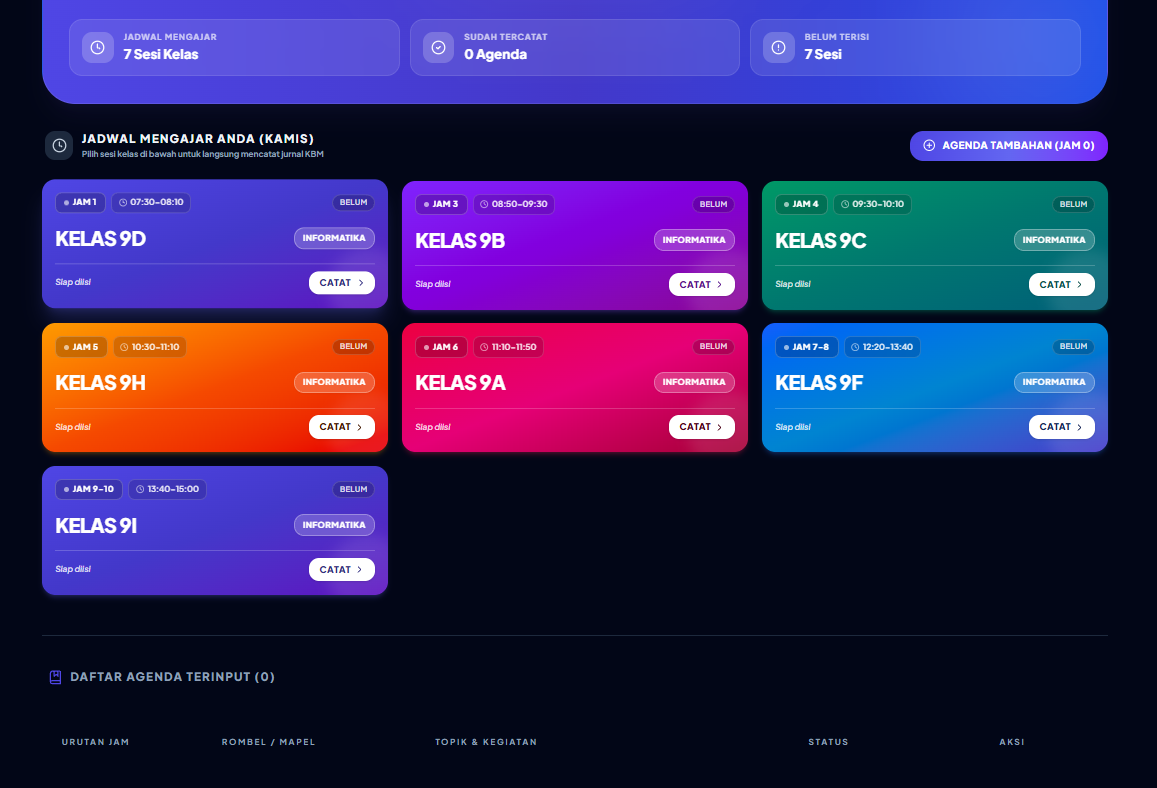 JADWAL MENGAJAR
7 Sesi Kelas
SUDAH TERCATAT
0 Agenda
BELUM TERISI
7 Sesi
JADWAL MENGAJAR ANDA (KAMIS)
Pilih sesi kelas di bawah untuk langsung mencatat jurnal KBM
AGENDA TAMBAHAN (JAM 0)
JAM 1 07:30–08:10 BELUM
KELAS 9D INFORMATIKA
Siap diisi CATAT
JAM 3 08:50–09:30 BELUM
KELAS 9B INFORMATIKA
Siap diisi CATAT
JAM 4 09:30–10:10 BELUM
KELAS 9C INFORMATIKA
Siap diisi CATAT
JAM 5 10:30–11:10 BELUM
KELAS 9H INFORMATIKA
Siap diisi CATAT
JAM 6 11:10–11:50 BELUM
KELAS 9A INFORMATIKA
Siap diisi CATAT
JAM 7–8 12:20–13:40 BELUM
KELAS 9F INFORMATIKA
Siap diisi CATAT
JAM 9–10 13:40–15:00 BELUM
KELAS 9I INFORMATIKA
Siap diisi CATAT
DAFTAR AGENDA TERINPUT (0)
URUTAN JAM ROMBEL / MAPEL TOPIK & KEGIATAN STATUS AKSI